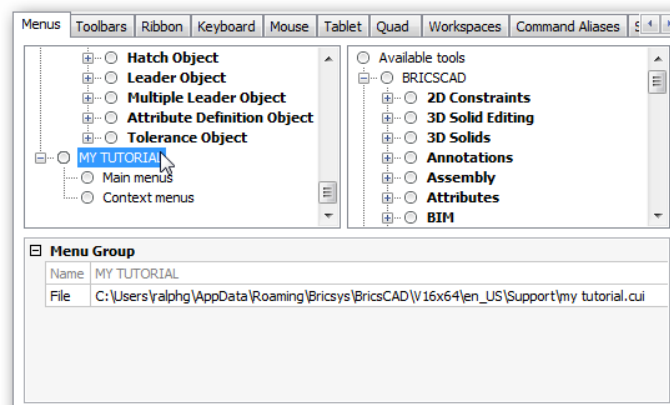 Menus Toolbars Ribbon Keyboard Mouse Tablet Quad Workspaces Command Aliases
Hatch Object
Leader Object
Multiple Leader Object
Attribute Definition Object
Tolerance Object
MY TUTORIAL
Main menus
Context menus
Available tools
BRICSCAD
2D Constraints
3D Solid Editing
3D Solids
Annotations
Assembly
Attributes
BIM
Menu Group
Name MY TUTORIAL
File C:\Users\ralphg\AppData\Roaming\Bricsys\BricsCAD\V16x64\en_US\Support\my tutorial.cui